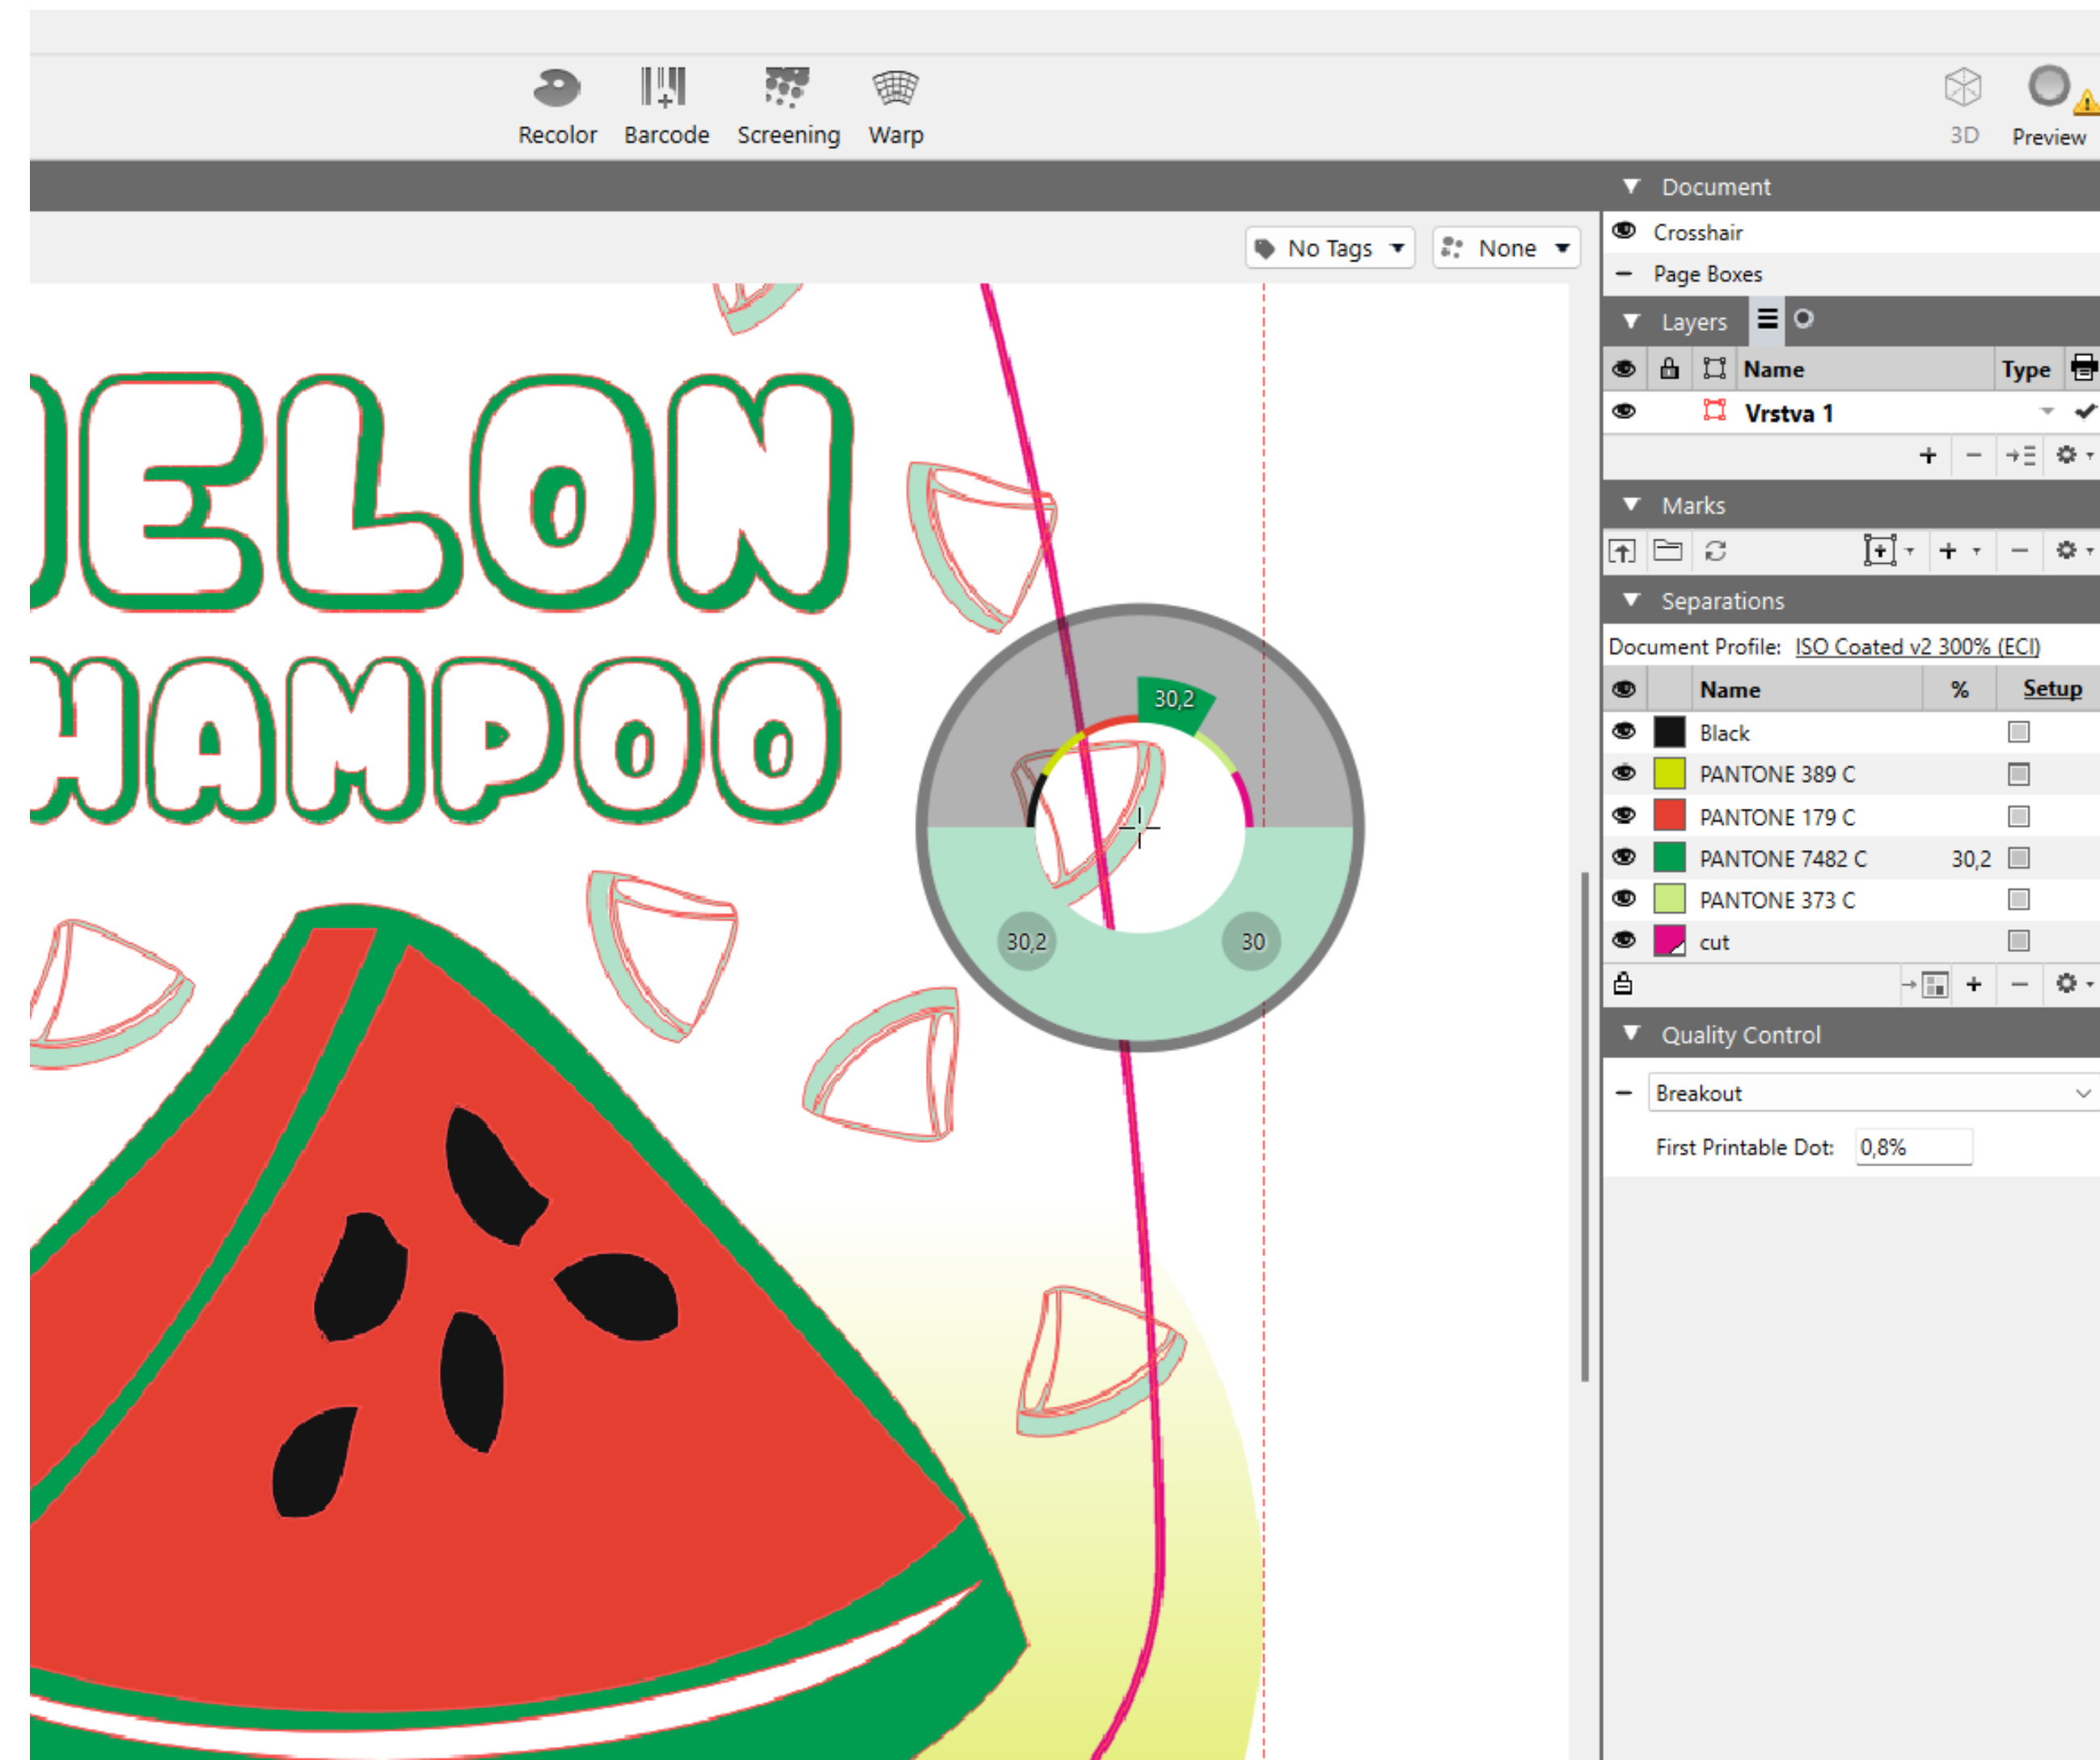 Recolor Barcode Screening Warp 3D Preview
No Tags None
ELON
HAMPOO
30,2
30,2 30
Document
Crosshair
Page Boxes
Layers
Name Type
Vrstva 1
Marks
Separations
Document Profile: ISO Coated v2 300% (ECI)
Name % Setup
Black
PANTONE 389 C
PANTONE 179 C
PANTONE 7482 C 30,2
PANTONE 373 C
cut
Quality Control
Breakout
First Printable Dot: 0,8%